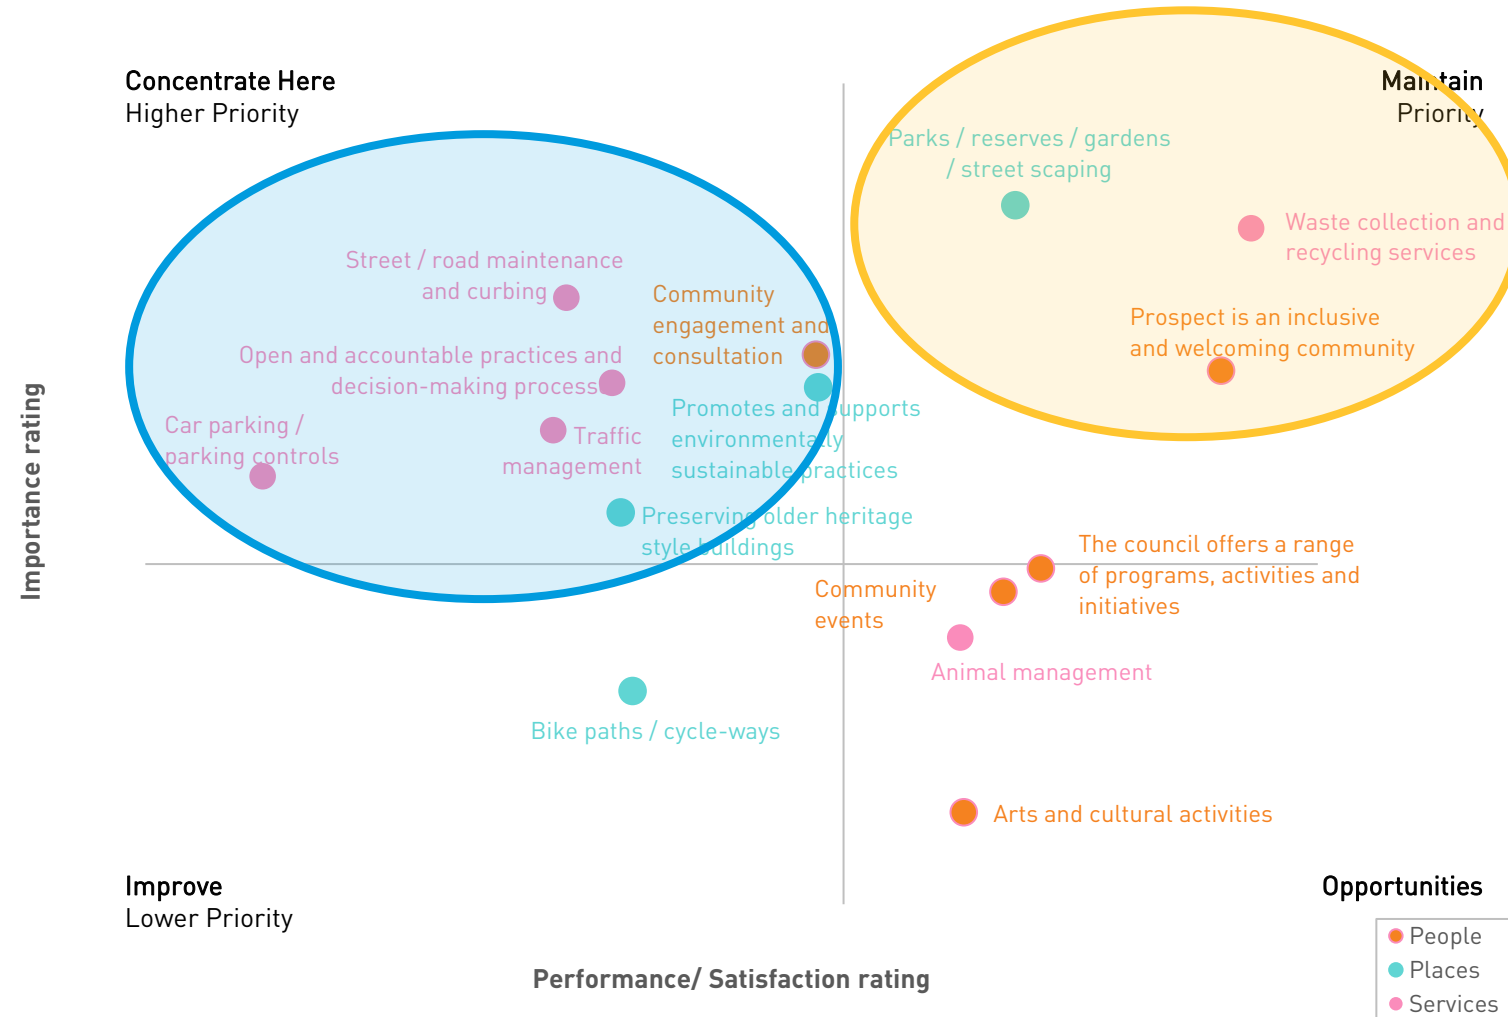 Concentrate Here
Higher Priority
Maintain
Priority
Parks / reserves / gardens
/ street scaping
Waste collection and
recycling services
Street / road maintenance
and curbing
Community
engagement and
consultation
Prospect is an inclusive
and welcoming community
Open and accountable practices and
decision-making processes
Car parking /
parking controls
Traffic
management
Promotes and supports
environmentally
sustainable practices
Preserving older heritage
style buildings
Importance rating
The council offers a range
of programs, activities and
initiatives
Community
events
Animal management
Bike paths / cycle-ways
Arts and cultural activities
Improve
Lower Priority
Opportunities
People
Places
Services
Performance/ Satisfaction rating